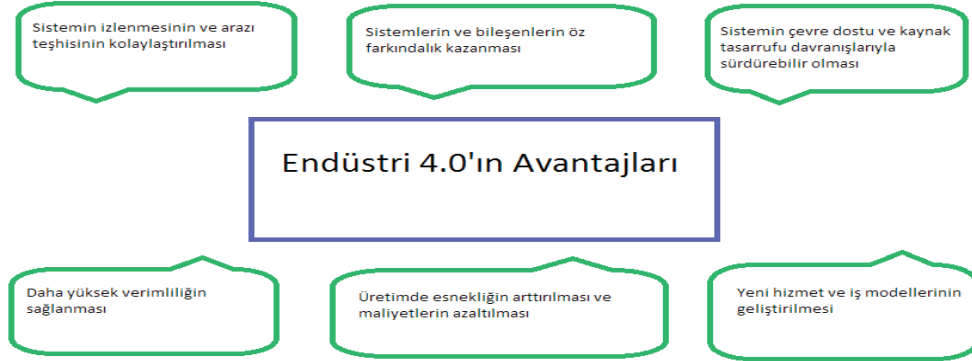 Sistemin izlenmesinin ve arazi
teşhisinin kolaylaştırılması
Sistemlerin ve bileşenlerin öz
farkındalık kazanması
Sistemin çevre dostu ve kaynak
tasarrufu davranışlarıyla
sürdürebilir olması
Endüstri 4.0'ın Avantajları
Daha yüksek verimliliğin
sağlanması
Üretimde esnekliğin arttırılması ve
maliyetlerin azaltılması
Yeni hizmet ve iş modellerinin
geliştirilmesi